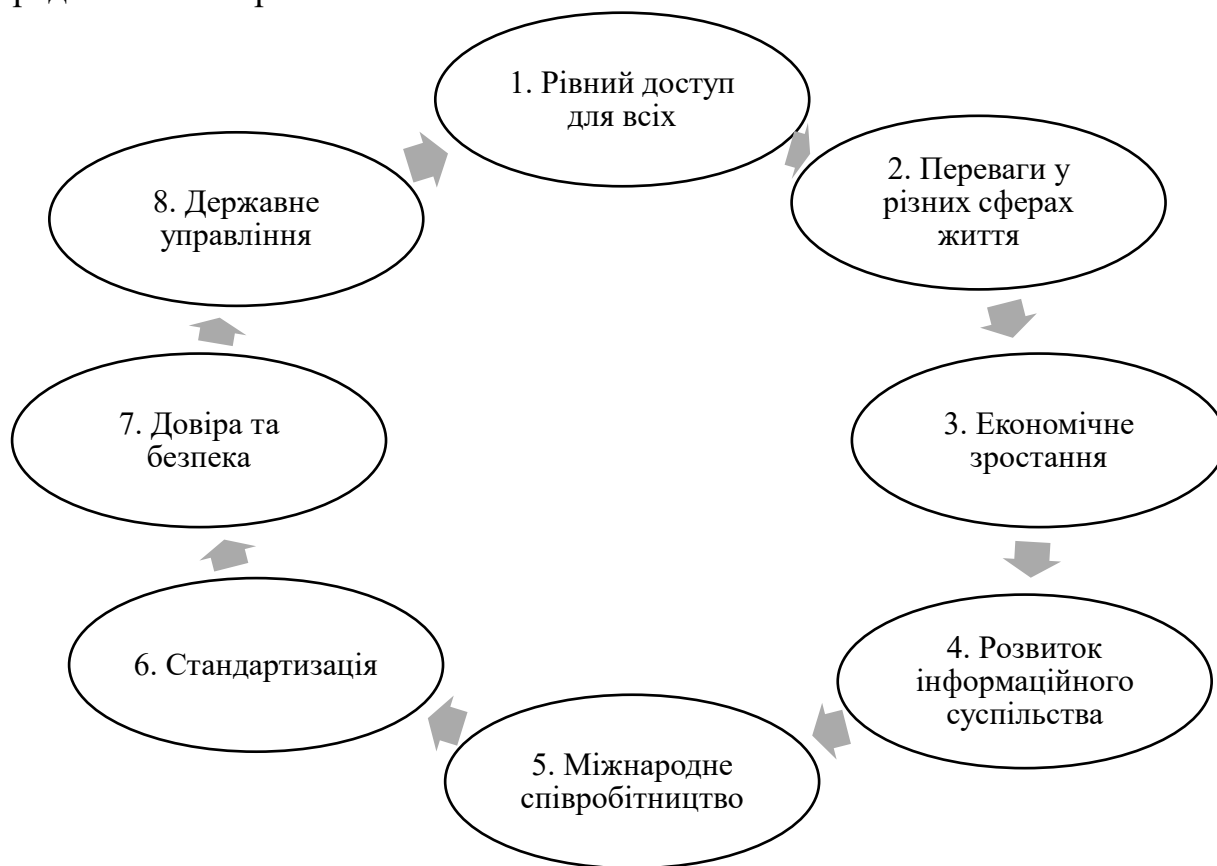 1. Рівний доступ
для всіх
2. Переваги у
різних сферах
життя
3. Економічне
зростання
4. Розвиток
інформаційного
суспільства
5. Міжнародне
співробітництво
6. Стандартизація
7. Довіра та
безпека
8. Державне
управління